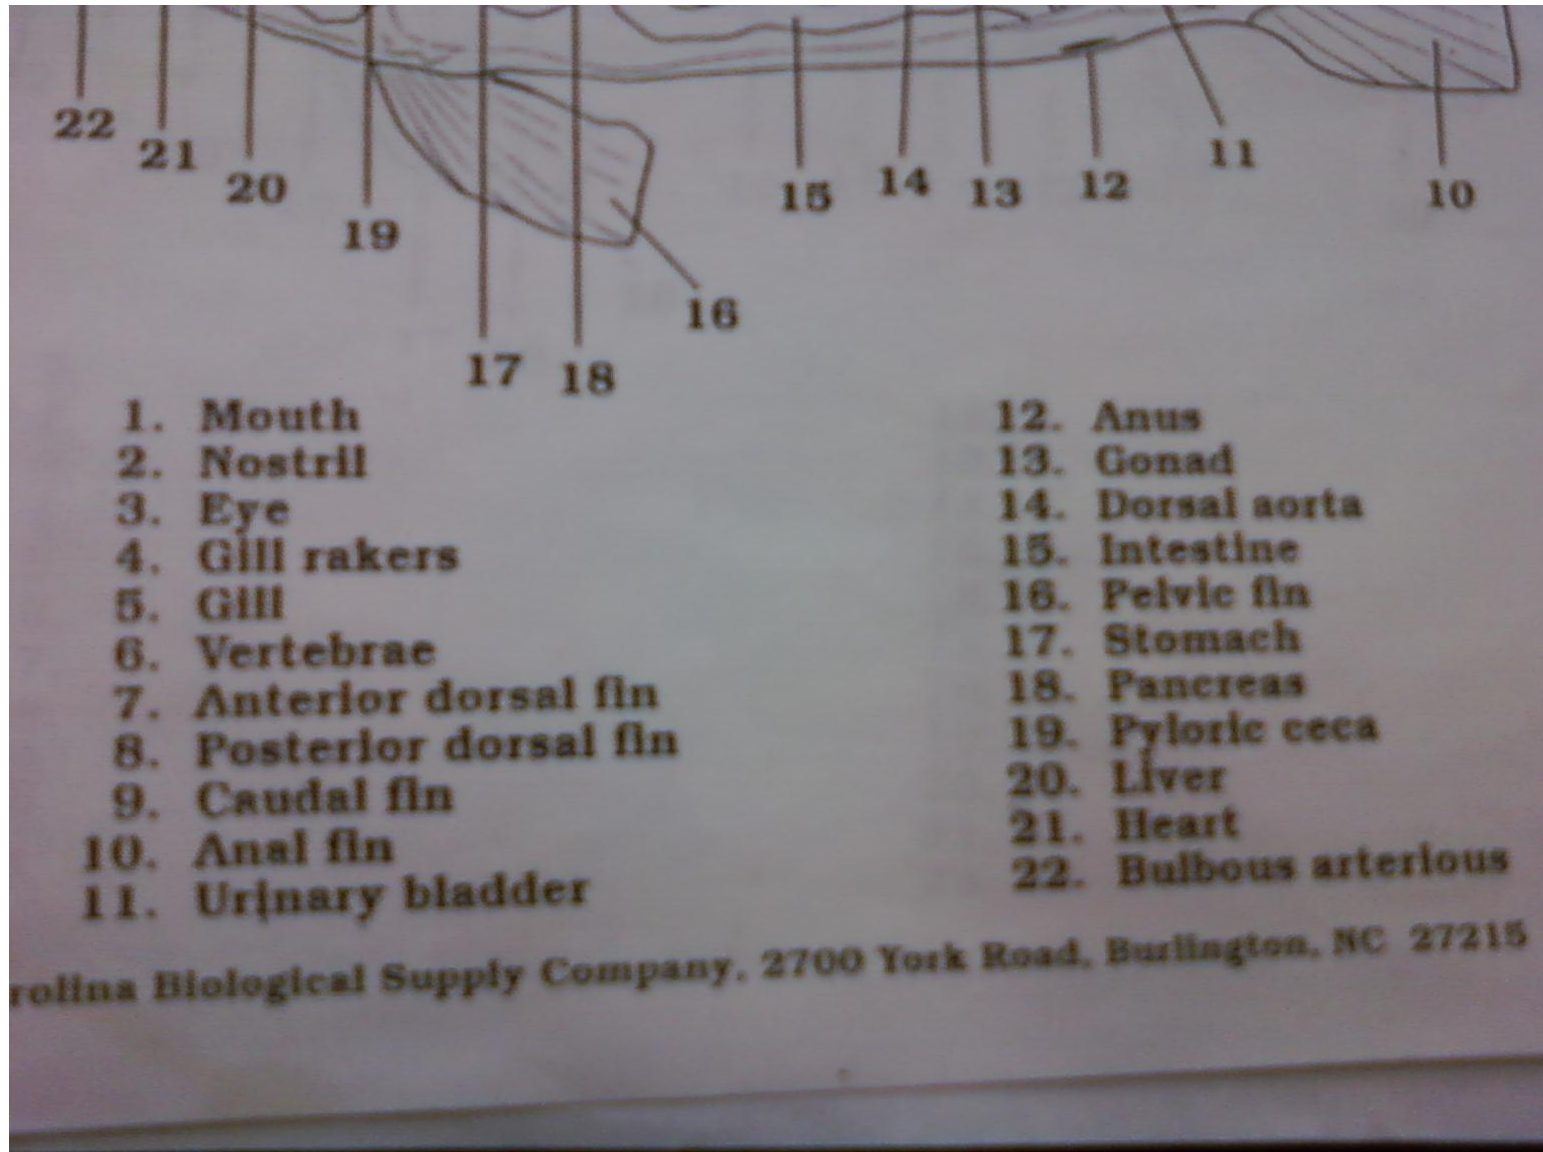 22
21
20
19
17
18
16
15
14
13
12
11
10
1. Mouth
2. Nostril
3. Eye
4. Gill rakers
5. Gill
6. Vertebrae
7. Anterior dorsal fin
8. Posterior dorsal fin
9. Caudal fin
10. Anal fin
11. Urinary bladder
12. Anus
13. Gonad
14. Dorsal aorta
15. Intestine
16. Pelvic fin
17. Stomach
18. Pancreas
19. Pyloric ceca
20. Liver
21. Heart
22. Bulbous arterious
rolina Biological Supply Company, 2700 York Road, Burlington, NC 27215